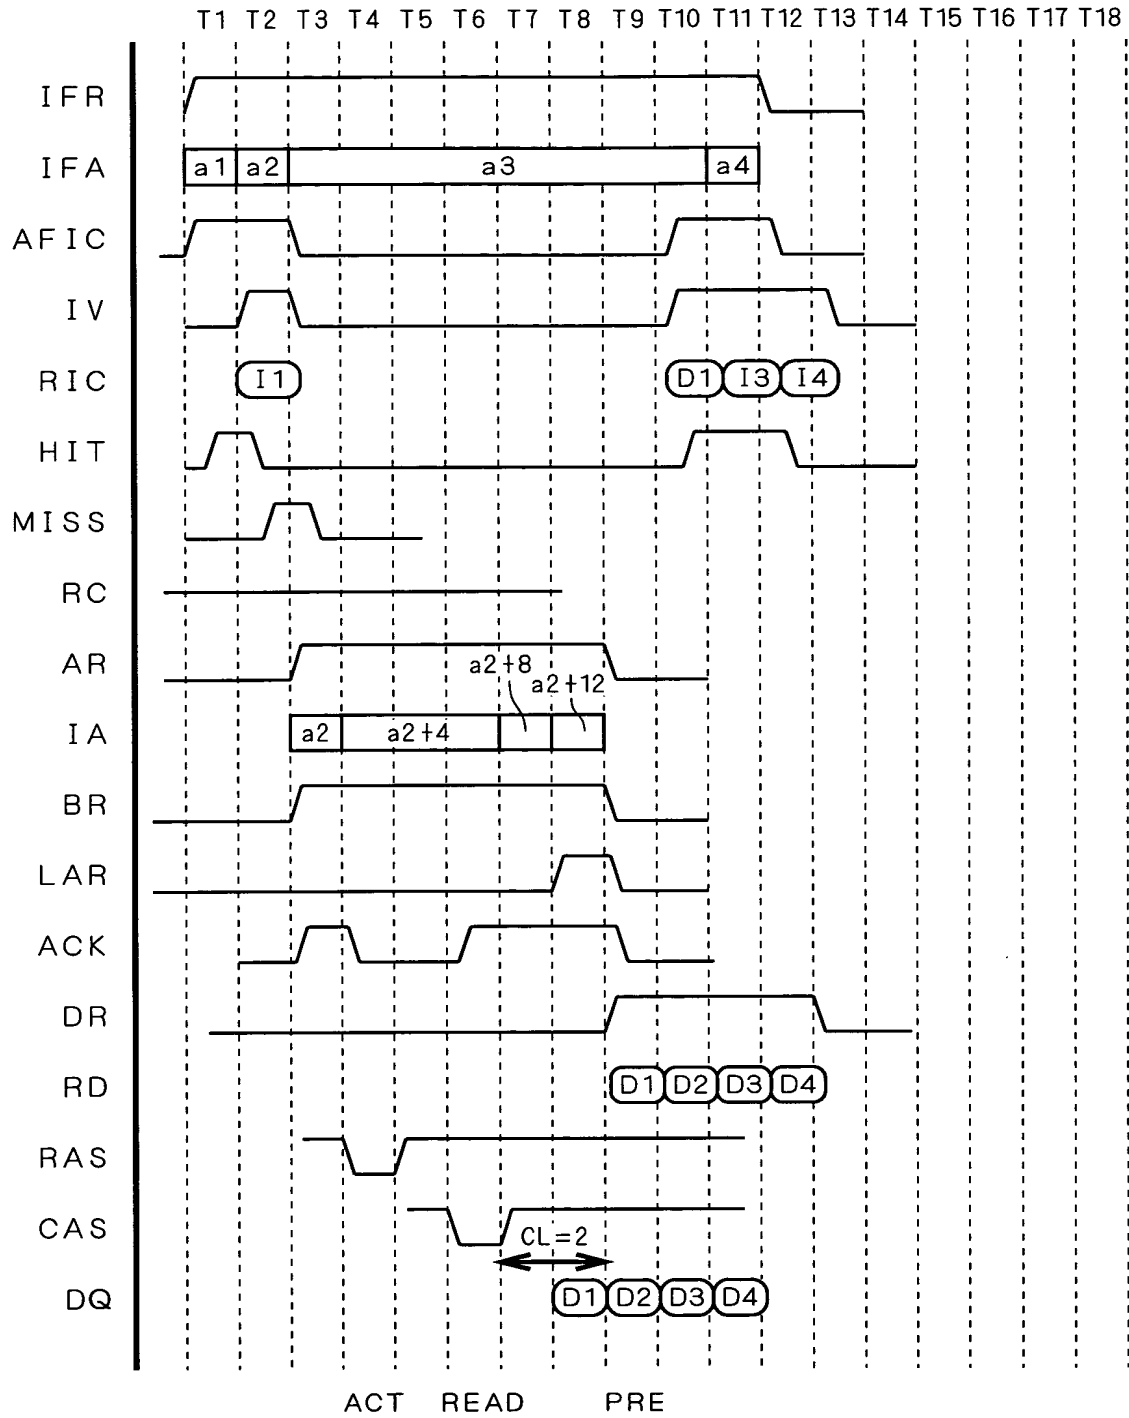 T1 T2 T3 T4 T5 T6 T7 T8 T9 T10 T11 T12 T13 T14 T15 T16 T17 T18
IFR
IFA a1 a2 a3 a4
AFIC
IV
RIC I1 D1 I3 I4
HIT
MISS
RC
AR a2+8
a2+12
IA a2 a2+4
BR
LAR
ACK
DR
RD D1 D2 D3 D4
RAS
CAS CL=2
DQ D1 D2 D3 D4
ACT READ PRE